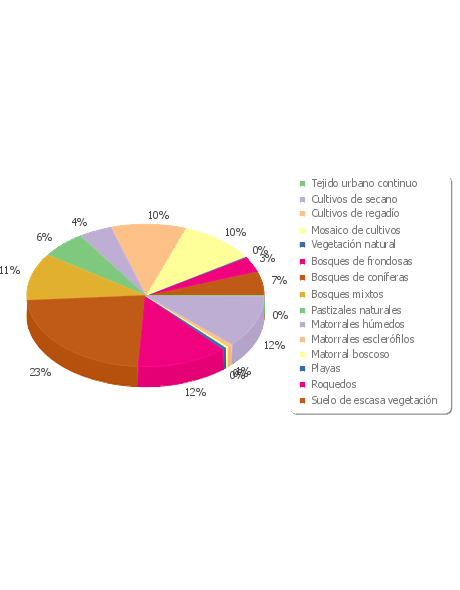 Tejido urbano continuo
Cultivos de secano
Cultivos de regadío
Mosaico de cultivos
Vegetación natural
Bosques de frondosas
Bosques de coníferas
Bosques mixtos
Pastizales naturales
Matorrales húmedos
Matorrales esclerófilos
Matorral boscoso
Playas
Roquedos
Suelo de escasa vegetación
10%
4%
10%
6%
0%
3%
11%
7%
0%
12%
23%
0%
12%